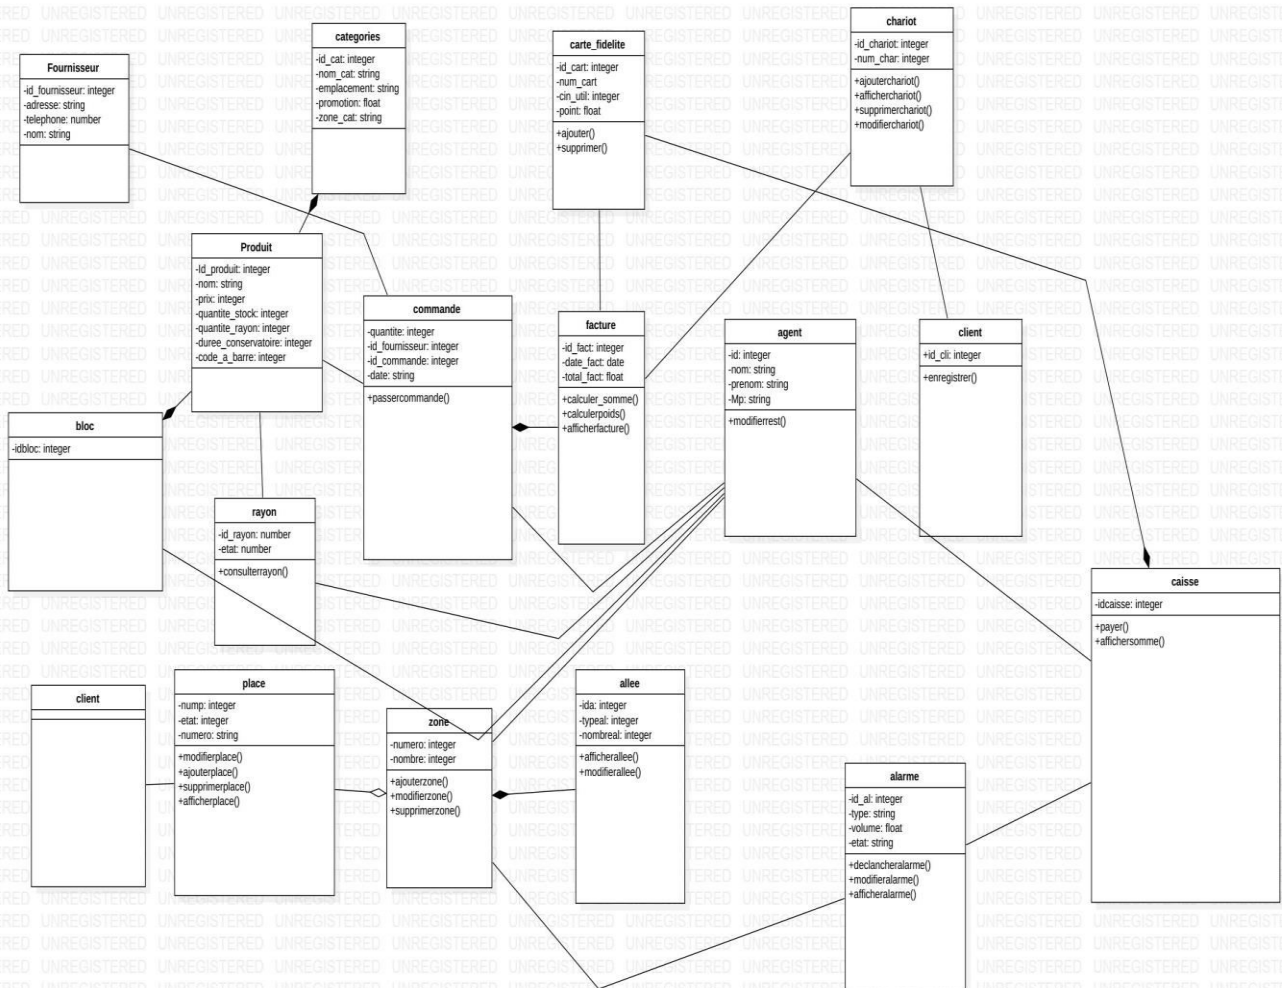 Fournisseur
-id_fournisseur: integer
-adresse: string
-telephone: number
-nom: string
categories
-id_cat: integer
-nom_cat: string
-emplacement: string
-promotion: float
-zone_cat: string
carte_fidelite
-id_cart: integer
-num_cart
-cin_util: integer
-point: float
+ajouter()
+supprimer()
chariot
-id_chariot: integer
-num_char: integer
+ajouterchariot()
+afficherchariot()
+supprimerchariot()
+modifierchariot()
Produit
-Id_produit: integer
-nom: string
-prix: integer
-quantite_stock: integer
-quantite_rayon: integer
-duree_conservatoire: integer
-code_a_barre: integer
commande
-quantite: integer
-id_fournisseur: integer
-id_commande: integer
-date: string
+passercommande()
facture
-id_fact: integer
-date_fact: date
-total_fact: float
+calculer_somme()
+calculerpoids()
+afficherfacture()
agent
-id: integer
-nom: string
-prenom: string
-Mp: string
+modifierrest()
client
+id_cli: integer
+enregistrer()
bloc
-idbloc: integer
rayon
-id_rayon: number
-etat: number
+consulterrayon()
caisse
-idcaisse: integer
+payer()
+affichersomme()
client
place
-nump: integer
-etat: integer
-numero: string
+modifierplace()
+ajouterplace()
+supprimerplace()
+afficherplace()
zone
-numero: integer
-nombre: integer
+ajouterzone()
+modifierzone()
+supprimerzone()
allee
-ida: integer
-typeal: integer
-nombreal: integer
+afficherallee()
+modifierallee()
alarme
-id_al: integer
-type: string
-volume: float
-etat: string
+declancheralarme()
+modifieralarme()
+afficheralarme()
UNREGISTERED